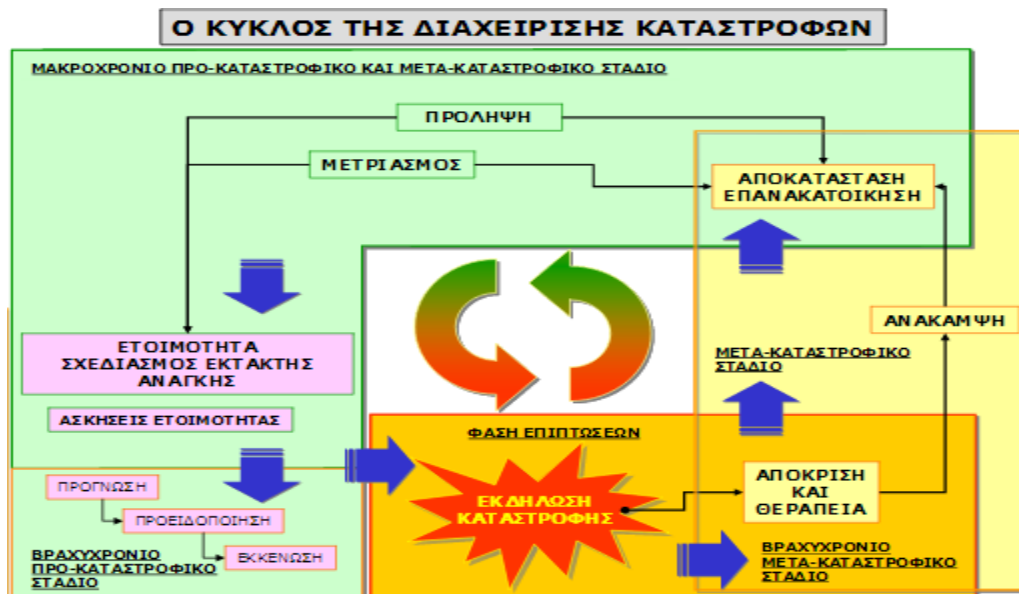 Ο ΚΥΚΛΟΣ ΤΗΣ ΔΙΑΧΕΙΡΙΣΗΣ ΚΑΤΑΣΤΡΟΦΩΝ
ΜΑΚΡΟΧΡΟΝΙΟ ΠΡΟ-ΚΑΤΑΣΤΡΟΦΙΚΟ ΚΑΙ ΜΕΤΑ-ΚΑΤΑΣΤΡΟΦΙΚΟ ΣΤΑΔΙΟ
ΠΡΟΛΗΨΗ
ΜΕΤΡΙΑΣΜΟΣ
ΑΠΟΚΑΤΑΣΤΑΣΗ
ΕΠΑΝΑΚΑΤΟΙΚΗΣΗ
ΑΝΑΚΑΜΨΗ
ΕΤΟΙΜΟΤΗΤΑ
ΣΧΕΔΙΑΣΜΟΣ ΕΚΤΑΚΤΗΣ
ΑΝΑΓΚΗΣ
ΜΕΤΑ-ΚΑΤΑΣΤΡΟΦΙΚΟ
ΣΤΑΔΙΟ
ΑΣΚΗΣΕΙΣ ΕΤΟΙΜΟΤΗΤΑΣ
ΦΑΣΗ ΕΠΙΠΤΩΣΕΩΝ
ΠΡΟΓΝΩΣΗ
ΠΡΟΕΙΔΟΠΟΙΗΣΗ
ΕΚΚΕΝΩΣΗ
ΕΚΔΗΛΩΣΗ
ΚΑΤΑΣΤΡΟΦΗΣ
ΑΠΟΚΡΙΣΗ
ΚΑΙ
ΘΕΡΑΠΕΙΑ
ΒΡΑΧΥΧΡΟΝΙΟ
ΠΡΟ-ΚΑΤΑΣΤΡΟΦΙΚΟ
ΣΤΑΔΙΟ
ΒΡΑΧΥΧΡΟΝΙΟ
ΜΕΤΑ-ΚΑΤΑΣΤΡΟΦΙΚΟ
ΣΤΑΔΙΟ